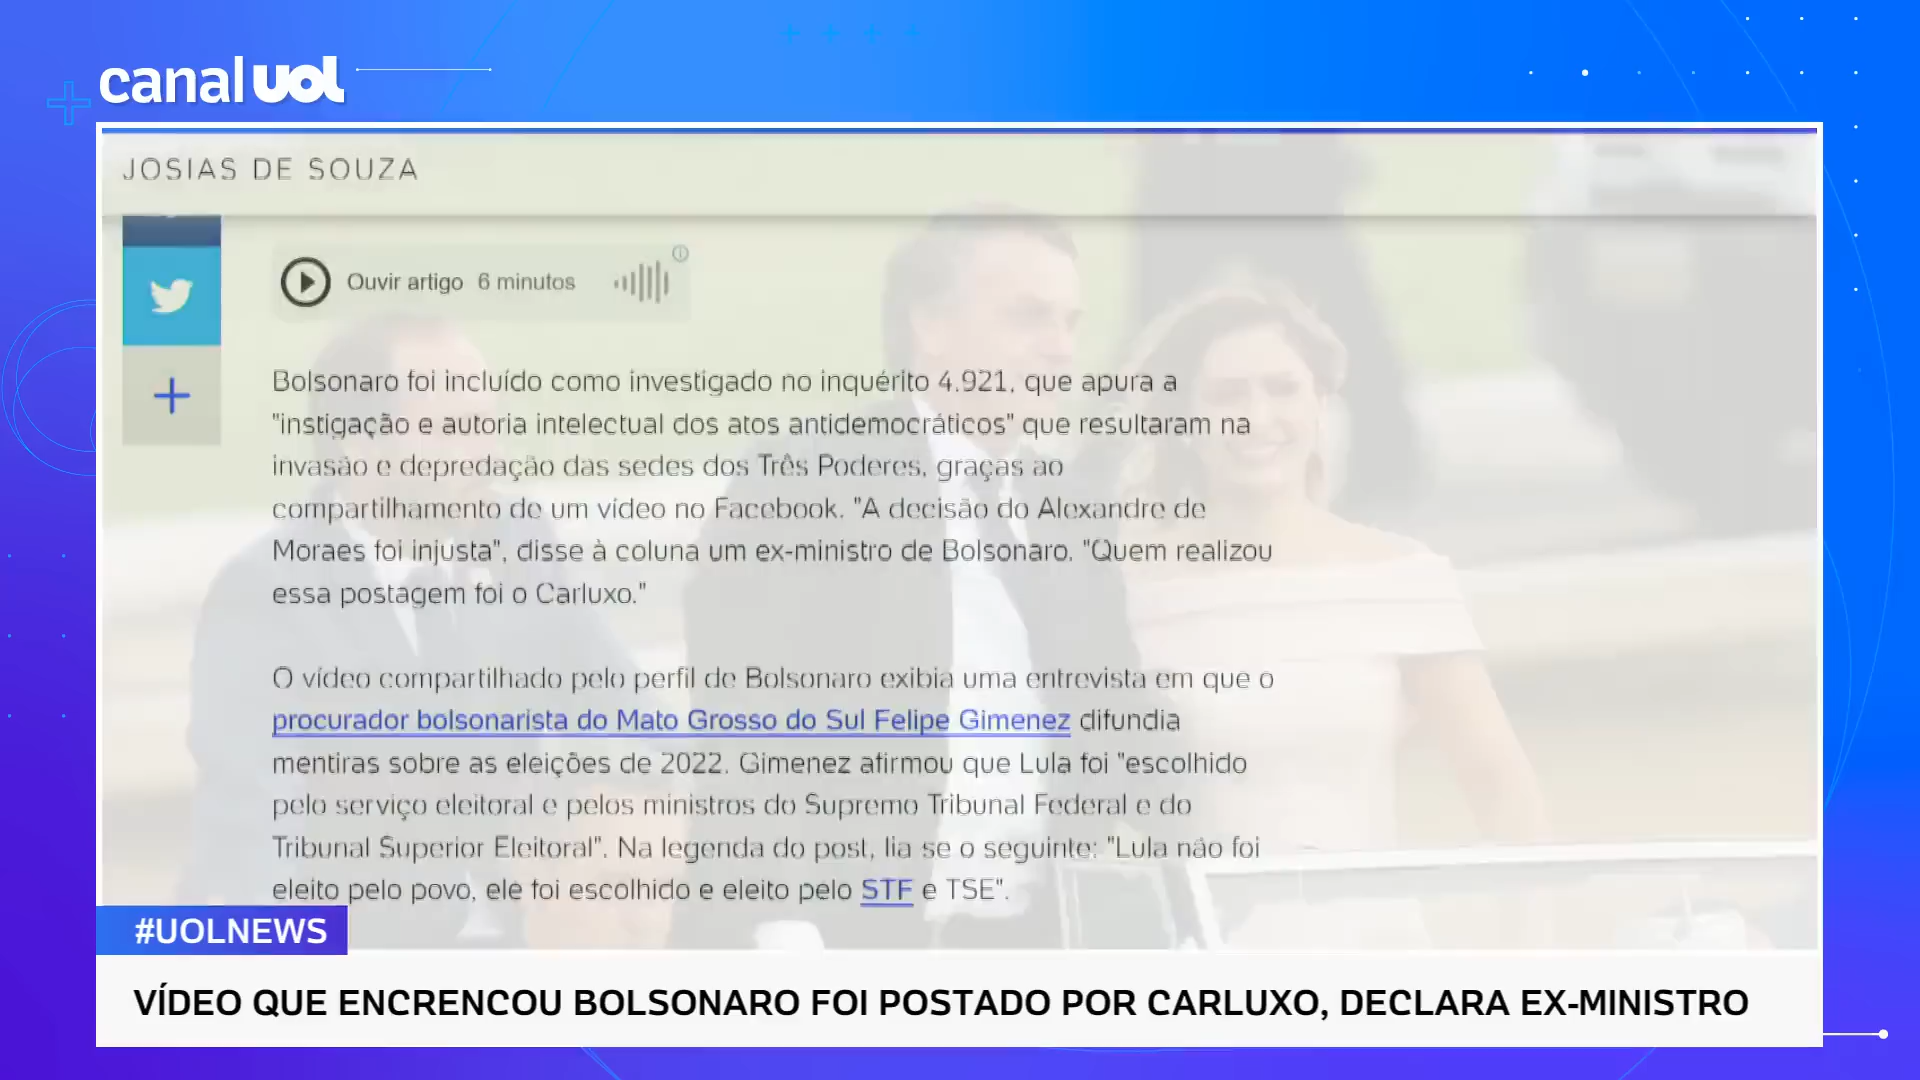 canal uol
JOSIAS DE SOUZA
Ouvir artigo 6 minutos
Bolsonaro foi incluído como investigado no inquérito 4.921, que apura a
"instigação e autoria intelectual dos atos antidemocráticos" que resultaram na
invasão e depredação das sedes dos Três Poderes, graças ao
compartilhamento de um vídeo no Facebook. "A decisão do Alexandre de
Moraes foi injusta", disse à coluna um ex-ministro de Bolsonaro. "Quem realizou
essa postagem foi o Carluxo."
O vídeo compartilhado pelo perfil de Bolsonaro exibia uma entrevista em que o
procurador bolsonarista do Mato Grosso do Sul Felipe Gimenez difundia
mentiras sobre as eleições de 2022. Gimenez afirmou que Lula foi "escolhido
pelo serviço eleitoral e pelos ministros do Supremo Tribunal Federal e do
Tribunal Superior Eleitoral". Na legenda do post, lia se o seguinte: "Lula não foi
eleito pelo povo, ele foi escolhido e eleito pelo STF e TSE".
#UOLNEWS
VÍDEO QUE ENCRENCOU BOLSONARO FOI POSTADO POR CARLUXO, DECLARA EX-MINISTRO